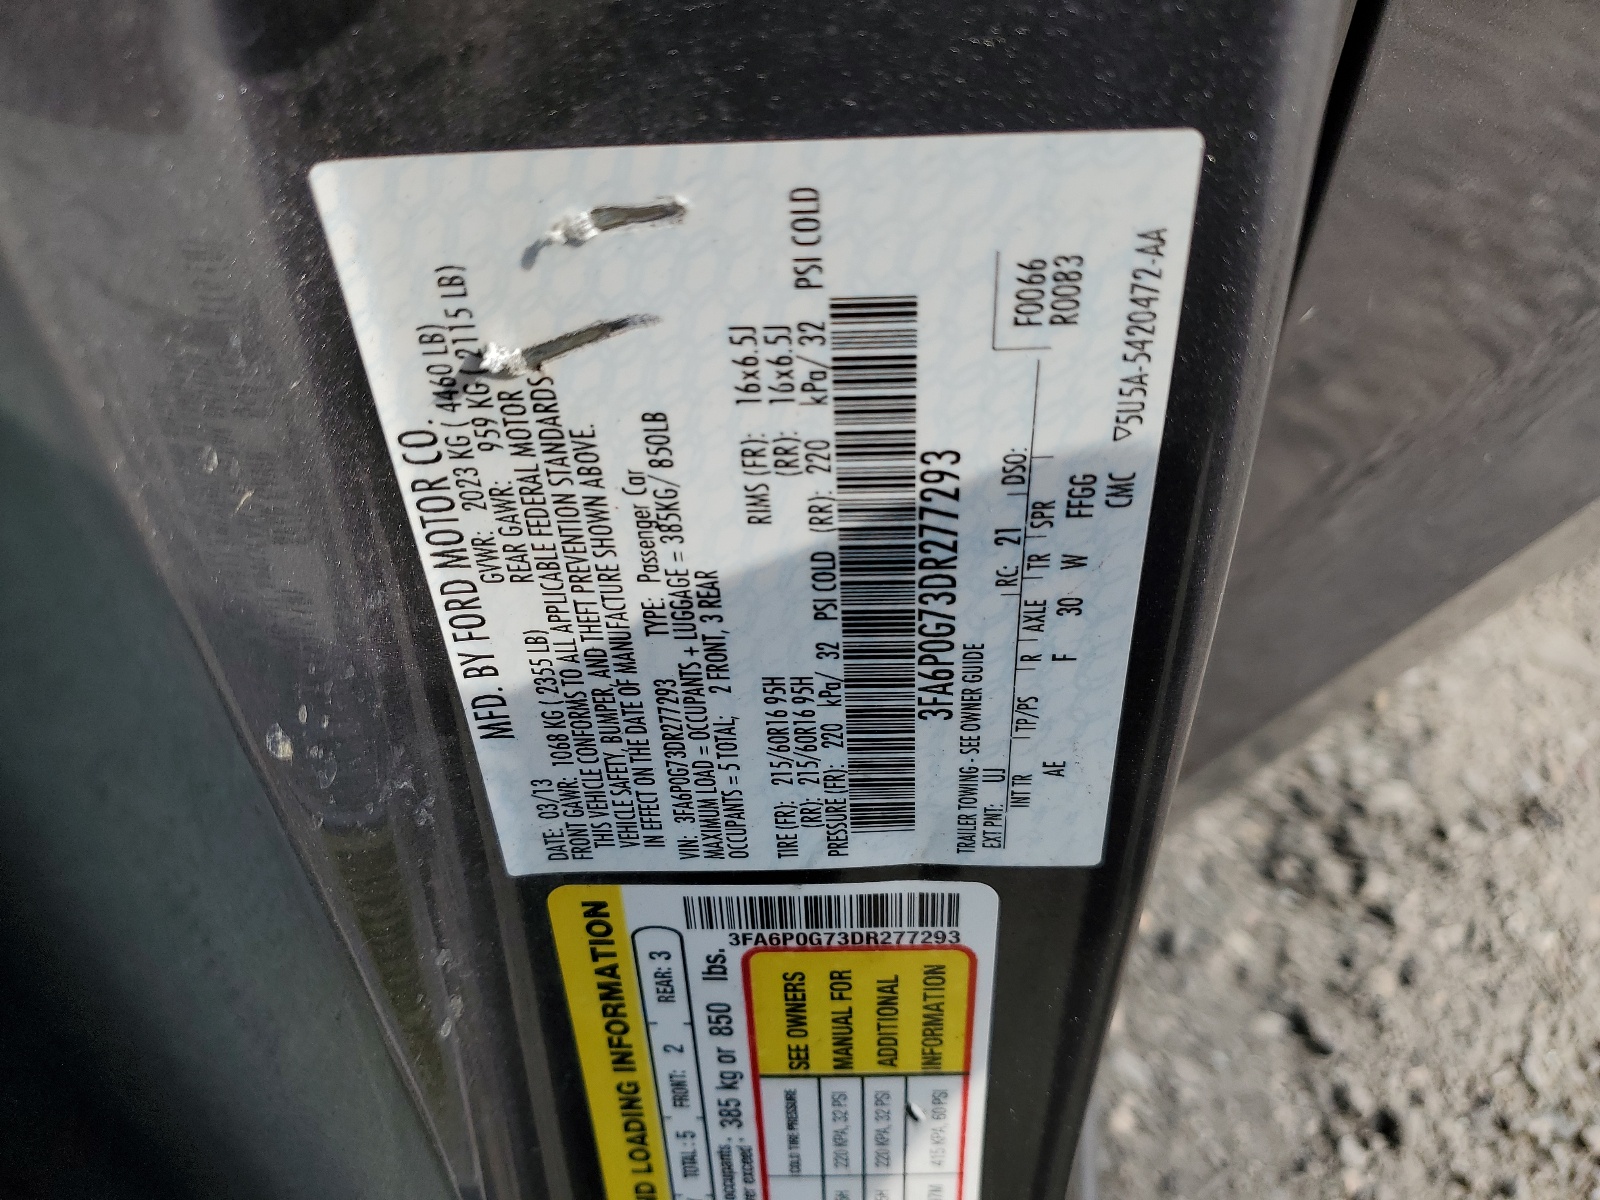 MFD. BY FORD MOTOR CO.
DATE: 03/13 GVWR: 2023 KG ( 4460 LB)
FRONT GAWR: 1068 KG ( 2355 LB) REAR GAWR: 959 KG 2115 LB)
THIS VEHICLE CONFORMS TO ALL APPLICABLE FEDERAL MOTOR
VEHICLE SAFETY, BUMPER, AND THEFT PREVENTION STANDARDS
IN EFFECT ON THE DATE OF MANUFACTURE SHOWN ABOVE.
VIN: 3FA6P0G73DR277293 TYPE: Passenger Car
MAXIMUM LOAD = OCCUPANTS + LUGGAGE = 385KG/ 850LB
OCCUPANTS = 5 TOTAL; 2 FRONT, 3 REAR
TIRE (FR): 215/60R16 95H RIMS (FR): 16x6.5J
(RR): 215/60R16 95H (RR): 16x6.5J
PRESSURE (FR): 220 kPa/ 32 PSI COLD (RR): 220 kPa/ 32 PSI COLD
3FA6P0G73DR277293
TRAILER TOWING - SEE OWNER GUIDE
EXT PNT: UJ RC: 21 DSO: F0066
R0083
INT TR TP/PS R AXLE TR SPR
AE F 30 W FFGG
CMC ▽5U5A-5420472-AA
LOADING INFORMATION
TOTAL: 5 FRONT: 2 REAR: 3
385 kg or 850 lbs.
3FA6P0G73DR277293
COLD TIRE PRESSURE SEE OWNERS
220 KPA, 32 PSI MANUAL FOR
220 KPA, 32 PSI ADDITIONAL
415 KPA, 60 PSI INFORMATION